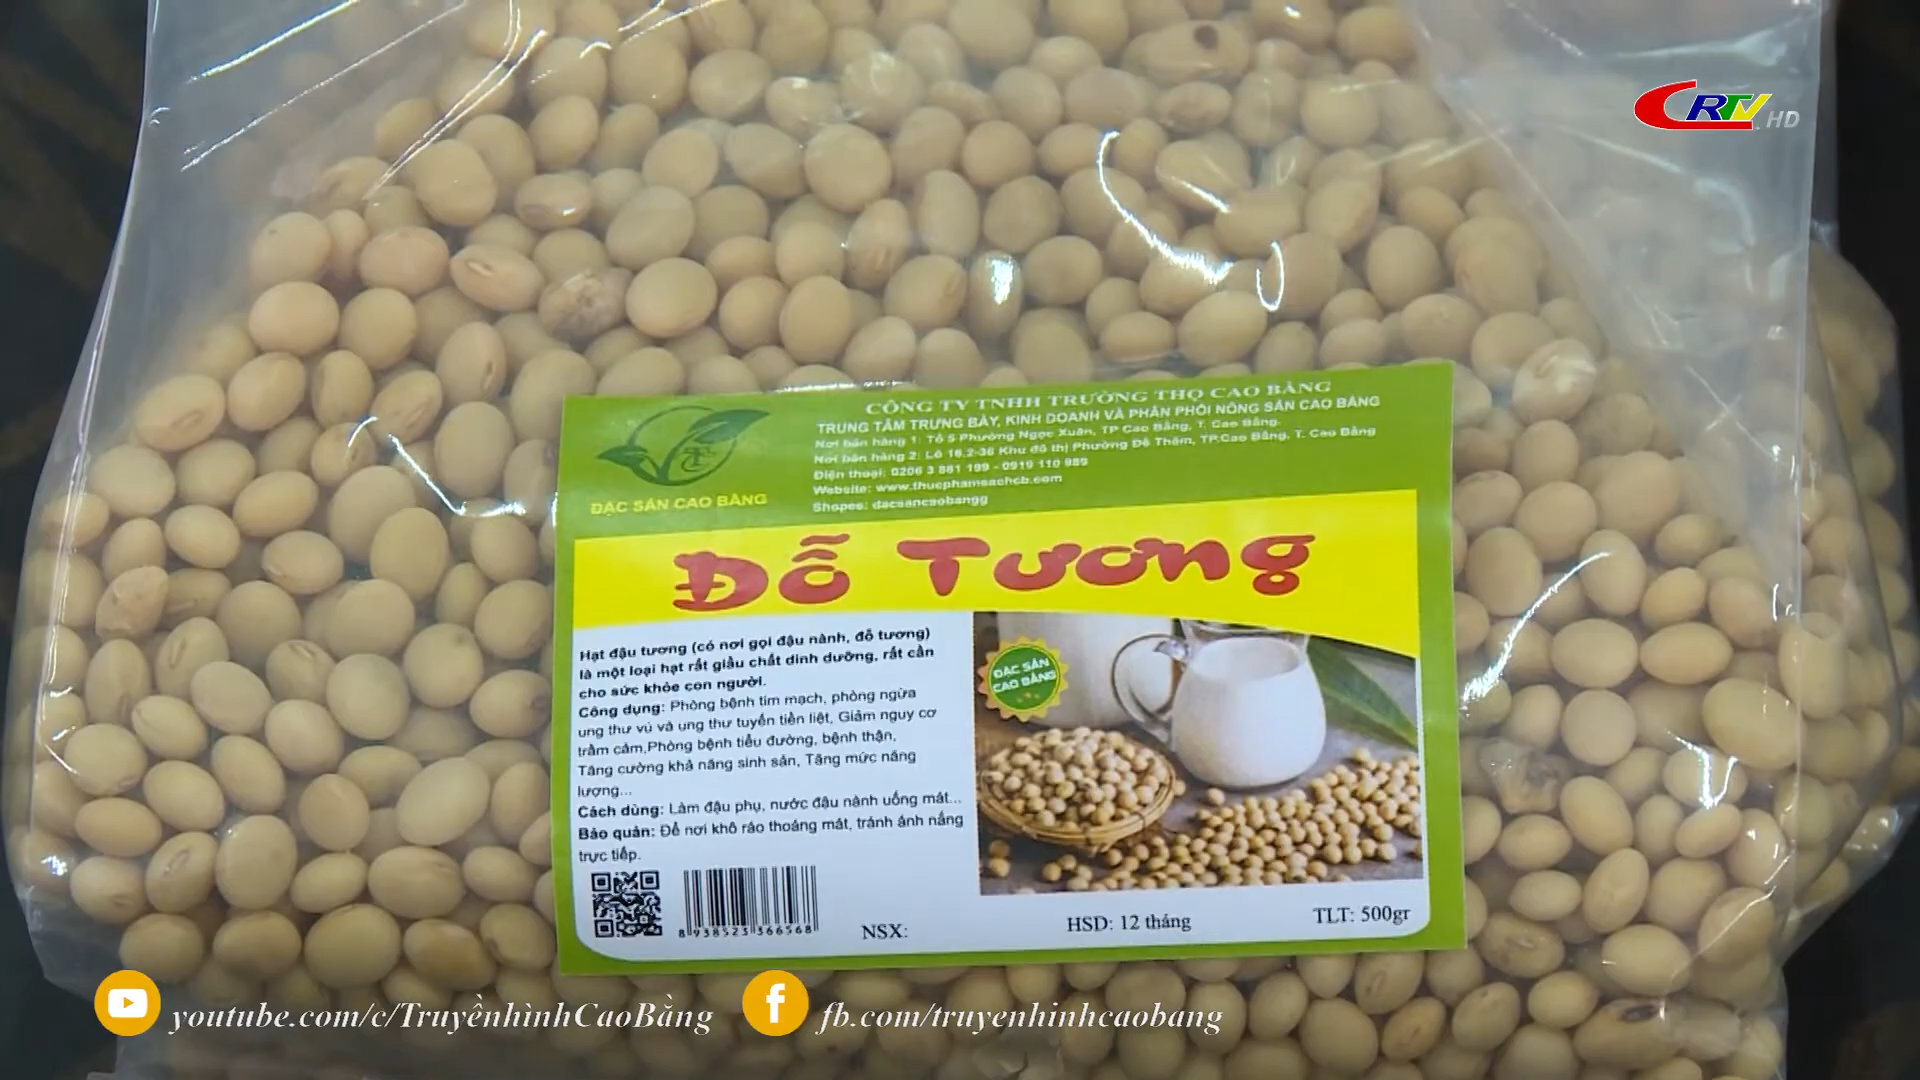 CRTV HD
CÔNG TY TNHH TRƯỜNG THỌ CAO BẰNG
TRUNG TÂM TRƯNG BÀY, KINH DOANH VÀ PHÂN PHỐI NÔNG SẢN CAO BẰNG
Nơi bán hàng 1: Tổ 5 Phường Ngọc Xuân, TP Cao Bằng, T. Cao Bằng.
Nơi bán hàng 2: Lô 16.2-36 Khu đô thị Phường Đề Thám, TP.Cao Bằng, T. Cao Bằng
Điện thoại: 0206 3 881 199 - 0919 110 989
Website: www.thucphamsachcb.com
Shopee: dacsancaobangg
ĐẶC SẢN CAO BẰNG
Đỗ Tương
Hạt đậu tương (có nơi gọi đậu nành, đỗ tương)
là một loại hạt rất giầu chất dinh dưỡng, rất cần
cho sức khỏe con người.
Công dụng: Phòng bệnh tim mạch, phòng ngừa
ung thư vú và ung thư tuyến tiền liệt, Giảm nguy cơ
trầm cảm,Phòng bệnh tiểu đường, bệnh thận,
Tăng cường khả năng sinh sản, Tăng mức năng
lượng...
Cách dùng: Làm đậu phụ, nước đậu nành uống mát...
Bảo quản: Để nơi khô ráo thoáng mát, tránh ánh nắng
trực tiếp.
ĐẶC SẢN
CAO BẰNG
8 938523 366568
NSX:
HSD: 12 tháng
TLT: 500gr
youtube.com/c/TruyềnhìnhCaoBằng
fb.com/truyenhinhcaobang